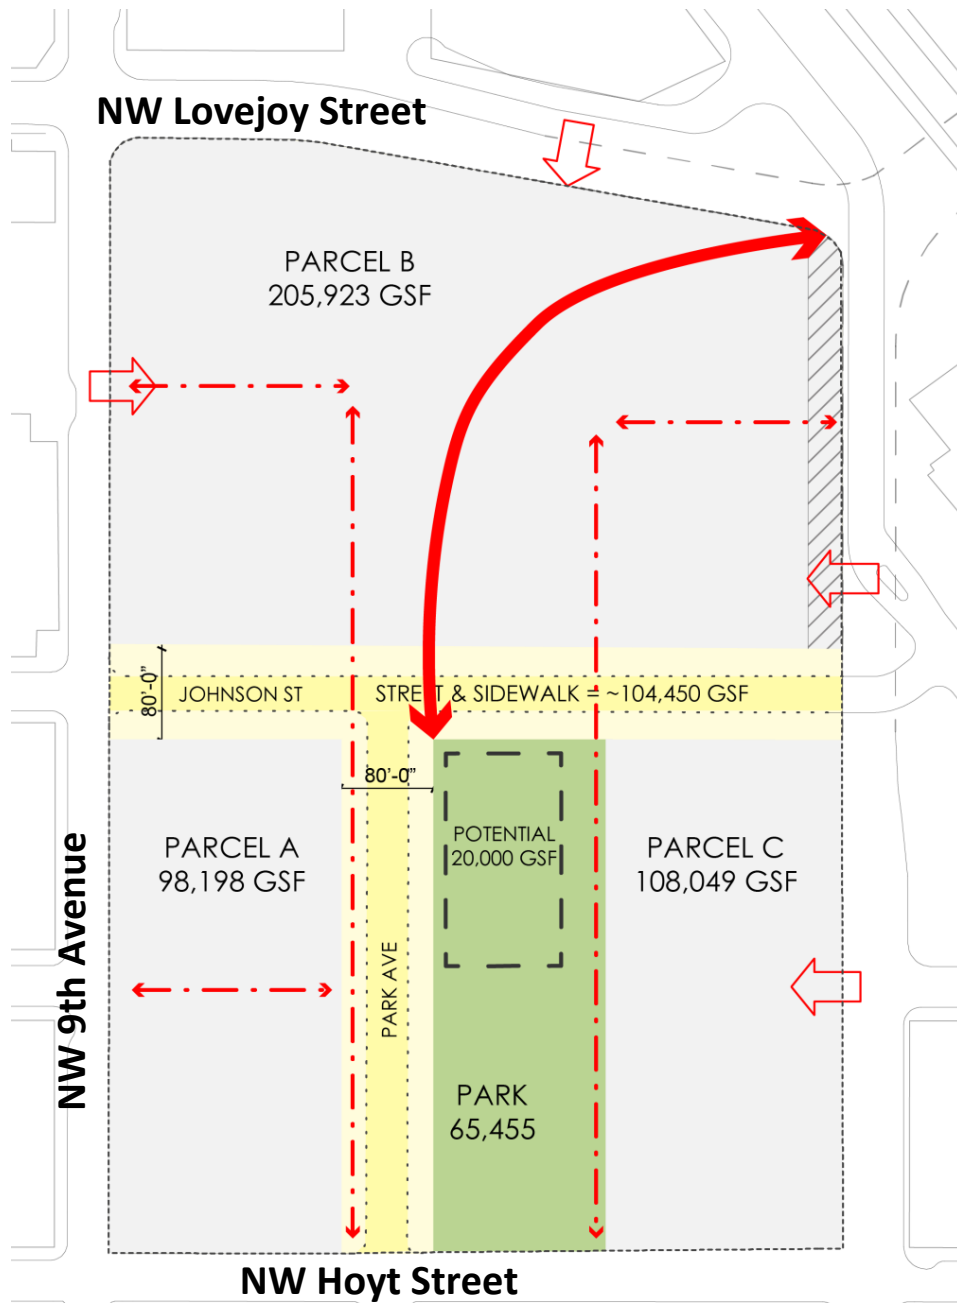 NW Lovejoy Street
PARCEL B
205,923 GSF
80'-0"
JOHNSON ST
STREET & SIDEWALK = ~104,450 GSF
80'-0"
POTENTIAL
20,000 GSF
PARCEL A
98,198 GSF
PARCEL C
108,049 GSF
NW 9th Avenue
PARK AVE
PARK
65,455
NW Hoyt Street